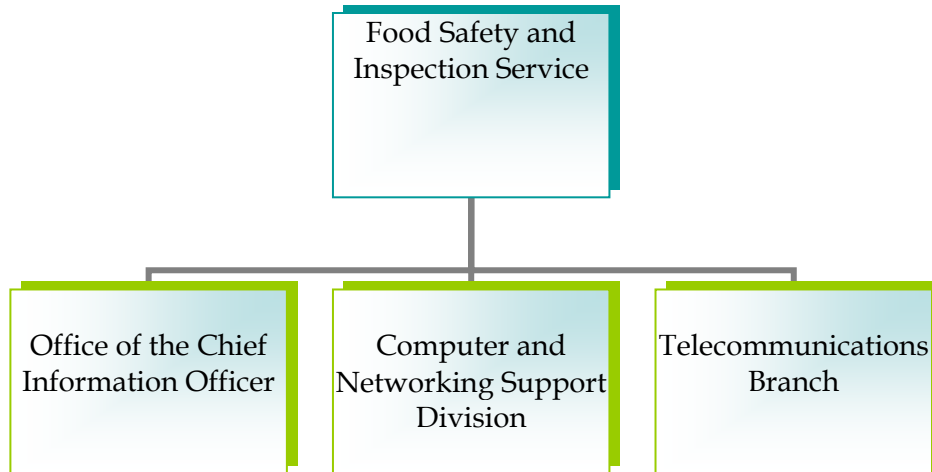 Food Safety and
Inspection Service
Office of the Chief
Information Officer
Computer and
Networking Support
Division
Telecommunications
Branch